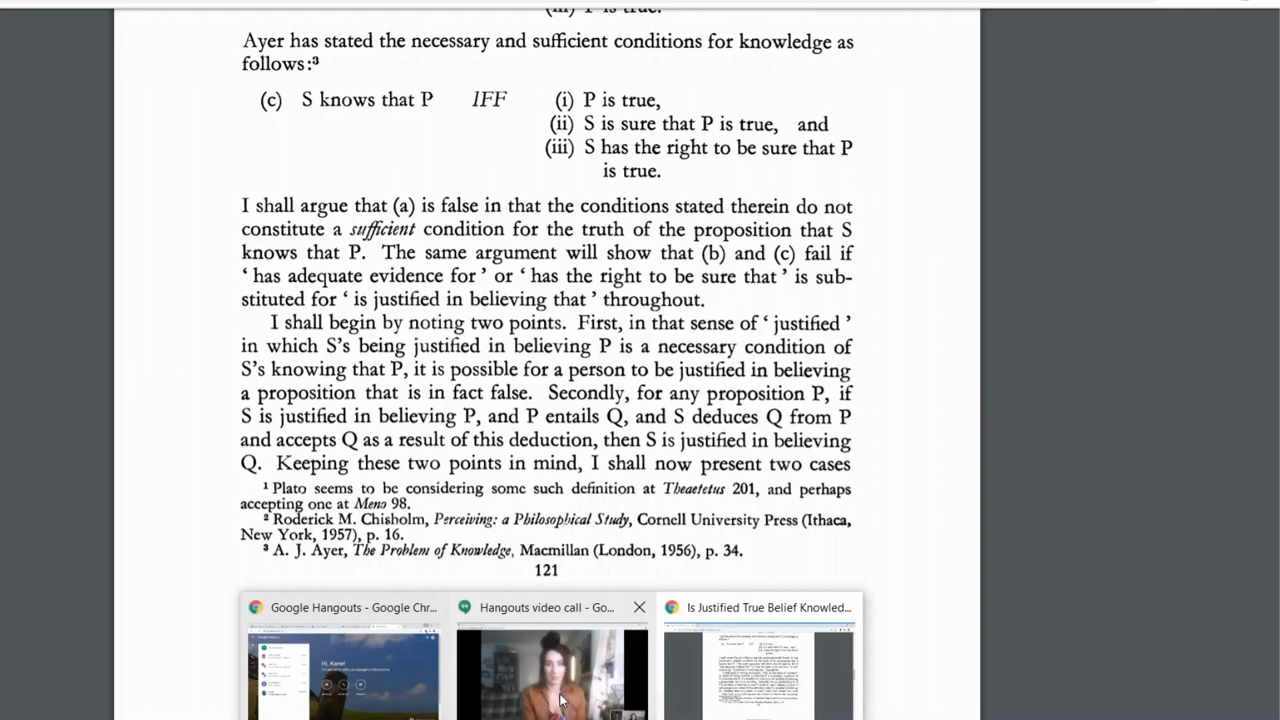 (iii) P is true.
Ayer has stated the necessary and sufficient conditions for knowledge as
follows:³
(c) S knows that P IFF (i) P is true,
(ii) S is sure that P is true, and
(iii) S has the right to be sure that P
is true.
I shall argue that (a) is false in that the conditions stated therein do not
constitute a sufficient condition for the truth of the proposition that S
knows that P. The same argument will show that (b) and (c) fail if
‘ has adequate evidence for ’ or ‘ has the right to be sure that ’ is sub-
stituted for ‘ is justified in believing that ’ throughout.
I shall begin by noting two points. First, in that sense of ‘ justified ’
in which S’s being justified in believing P is a necessary condition of
S’s knowing that P, it is possible for a person to be justified in believing
a proposition that is in fact false. Secondly, for any proposition P, if
S is justified in believing P, and P entails Q, and S deduces Q from P
and accepts Q as a result of this deduction, then S is justified in believing
Q. Keeping these two points in mind, I shall now present two cases
¹ Plato seems to be considering some such definition at Theaetetus 201, and perhaps
accepting one at Meno 98.
² Roderick M. Chisholm, Perceiving: a Philosophical Study, Cornell University Press (Ithaca,
New York, 1957), p. 16.
³ A. J. Ayer, The Problem of Knowledge, Macmillan (London, 1956), p. 34.
121
Google Hangouts - Google Chr...
Hangouts video call - Go...
Is Justified True Belief Knowled...
Hi, Kane!